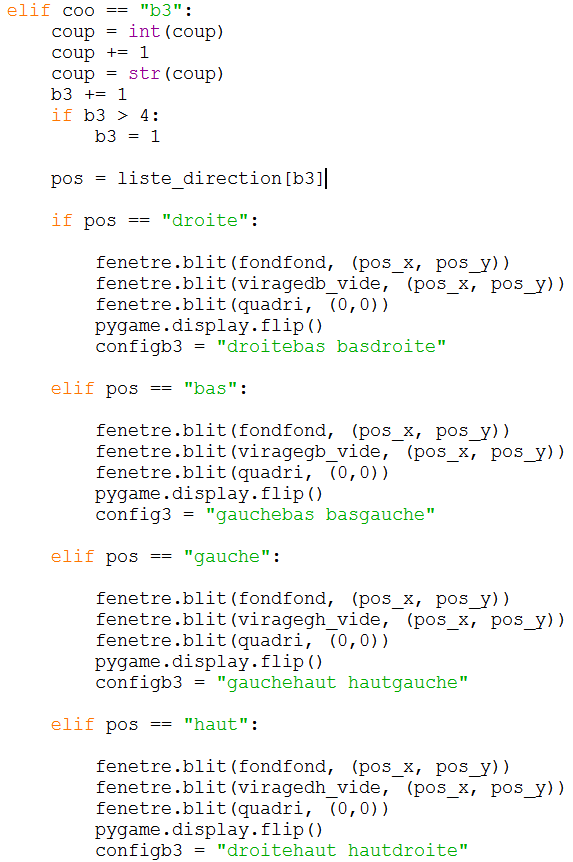 elif coo == "b3":
    coup = int(coup)
    coup += 1
    coup = str(coup)
    b3 += 1
    if b3 > 4:
        b3 = 1
    pos = liste_direction[b3]
    if pos == "droite":
        fenetre.blit(fondfond, (pos_x, pos_y))
        fenetre.blit(viragedb_vide, (pos_x, pos_y))
        fenetre.blit(quadri, (0,0))
        pygame.display.flip()
        configb3 = "droitebas basdroite"
    elif pos == "bas":
        fenetre.blit(fondfond, (pos_x, pos_y))
        fenetre.blit(viragegb_vide, (pos_x, pos_y))
        fenetre.blit(quadri, (0,0))
        pygame.display.flip()
        config3 = "gauchebas basgauche"
    elif pos == "gauche":
        fenetre.blit(fondfond, (pos_x, pos_y))
        fenetre.blit(viragegh_vide, (pos_x, pos_y))
        fenetre.blit(quadri, (0,0))
        pygame.display.flip()
        configb3 = "gauchehaut hautgauche"
    elif pos == "haut":
        fenetre.blit(fondfond, (pos_x, pos_y))
        fenetre.blit(viragedh_vide, (pos_x, pos_y))
        fenetre.blit(quadri, (0,0))
        pygame.display.flip()
        configb3 = "droitehaut hautdroite"